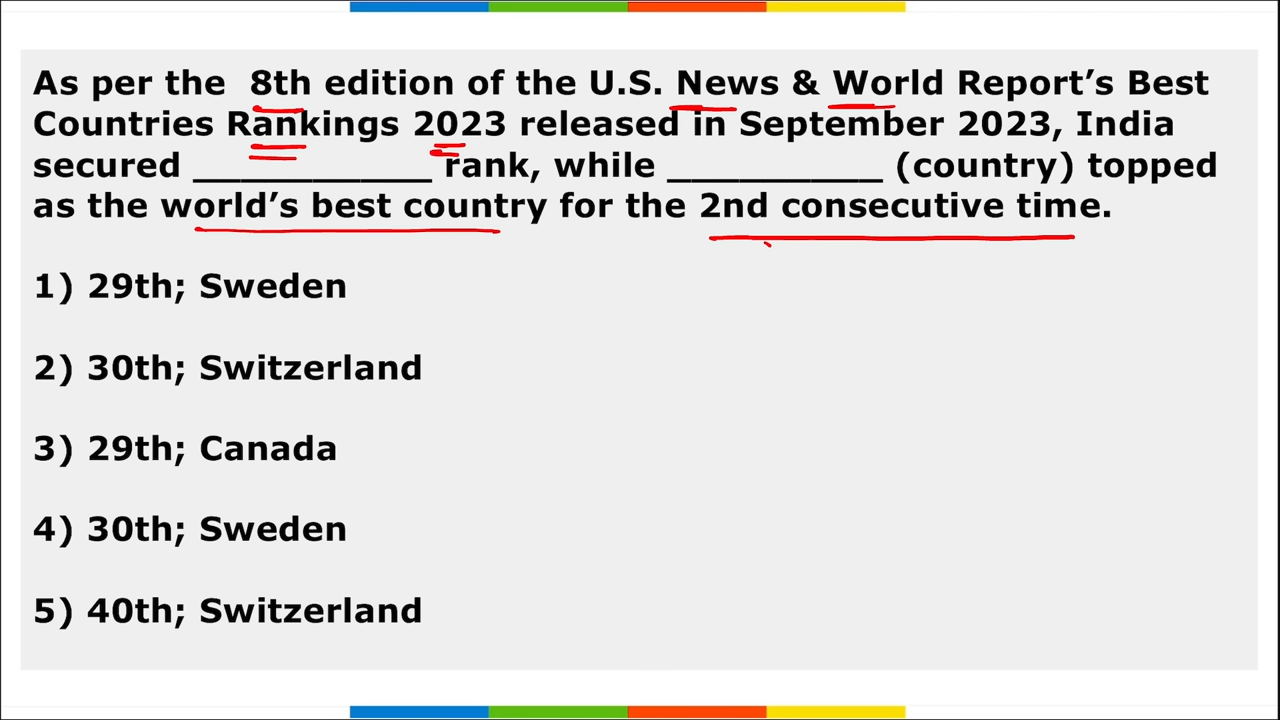 As per the  8th edition of the U.S. News & World Report’s Best
Countries Rankings 2023 released in September 2023, India
secured ____________ rank, while ___________ (country) topped
as the world’s best country for the 2nd consecutive time.
1) 29th; Sweden
2) 30th; Switzerland
3) 29th; Canada
4) 30th; Sweden
5) 40th; Switzerland